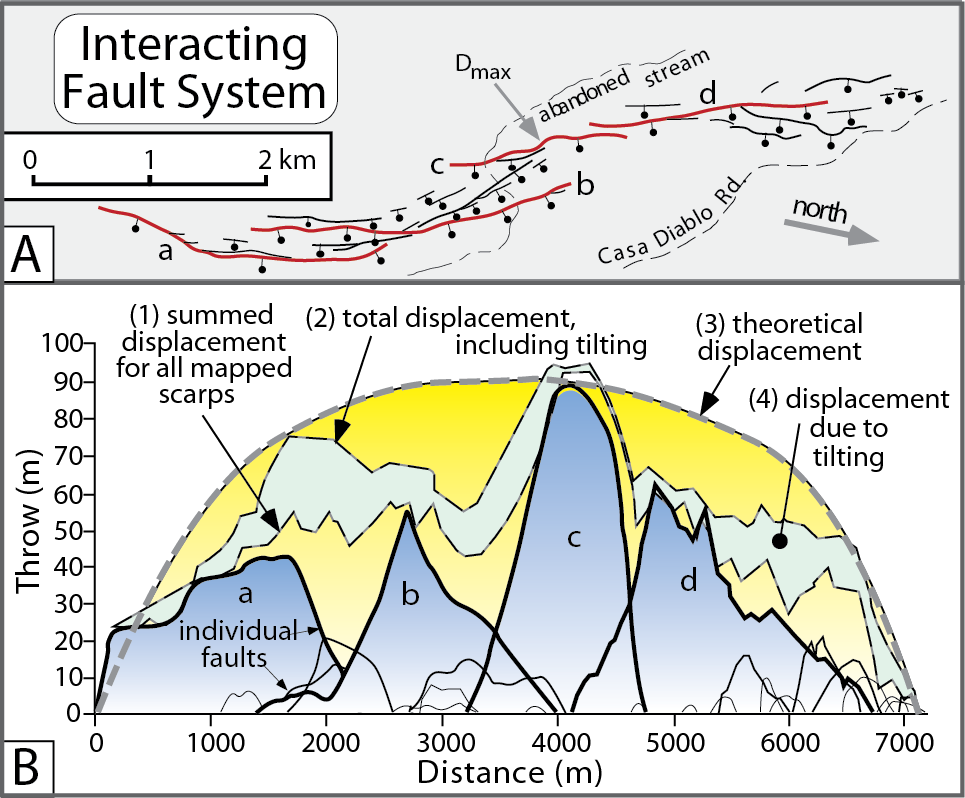 Interacting
Fault System
0 1 2 km
D_max
abandoned stream
a
b
c
d
Casa Diablo Rd.
north
A
(1) summed
displacement
for all mapped
scarps
(2) total displacement,
including tilting
(3) theoretical
displacement
(4) displacement
due to
tilting
Throw (m)
100
90
80
70
60
50
40
30
20
10
0
a
b
c
d
individual
faults
0 1000 2000 3000 4000 5000 6000 7000
Distance (m)
B